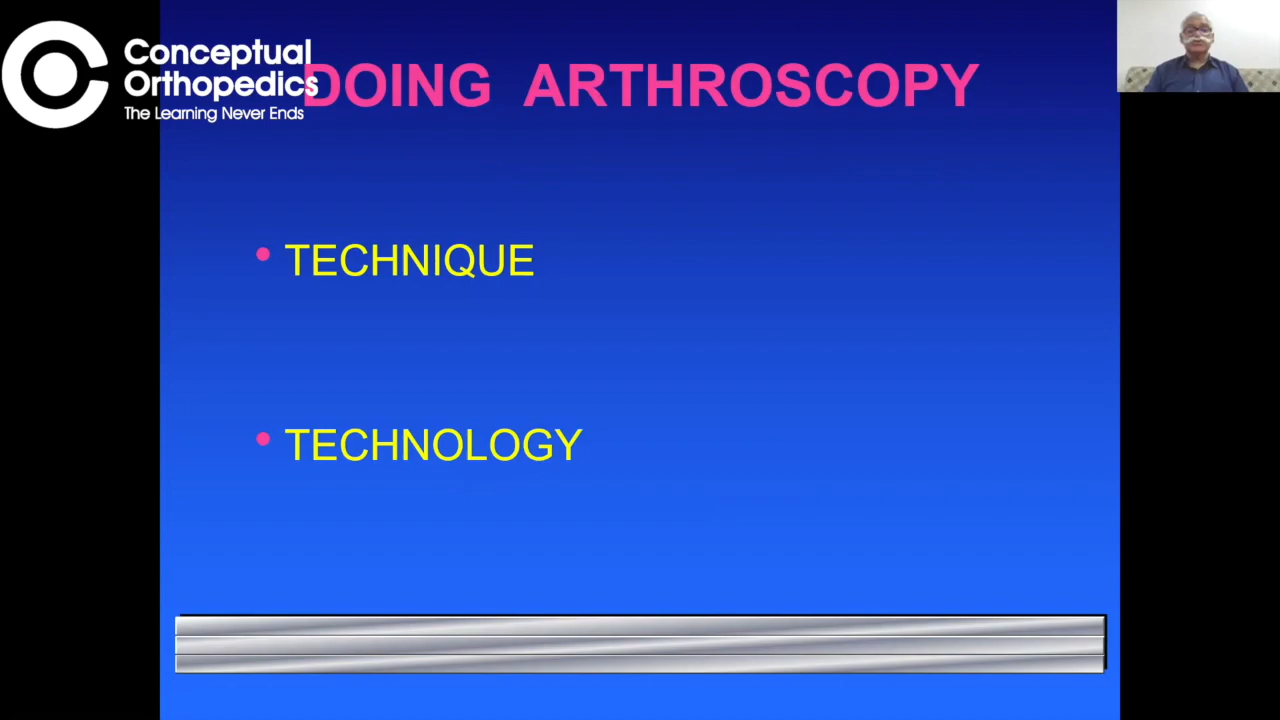 Conceptual
Orthopedics
The Learning Never Ends
DOING ARTHROSCOPY
• TECHNIQUE
• TECHNOLOGY